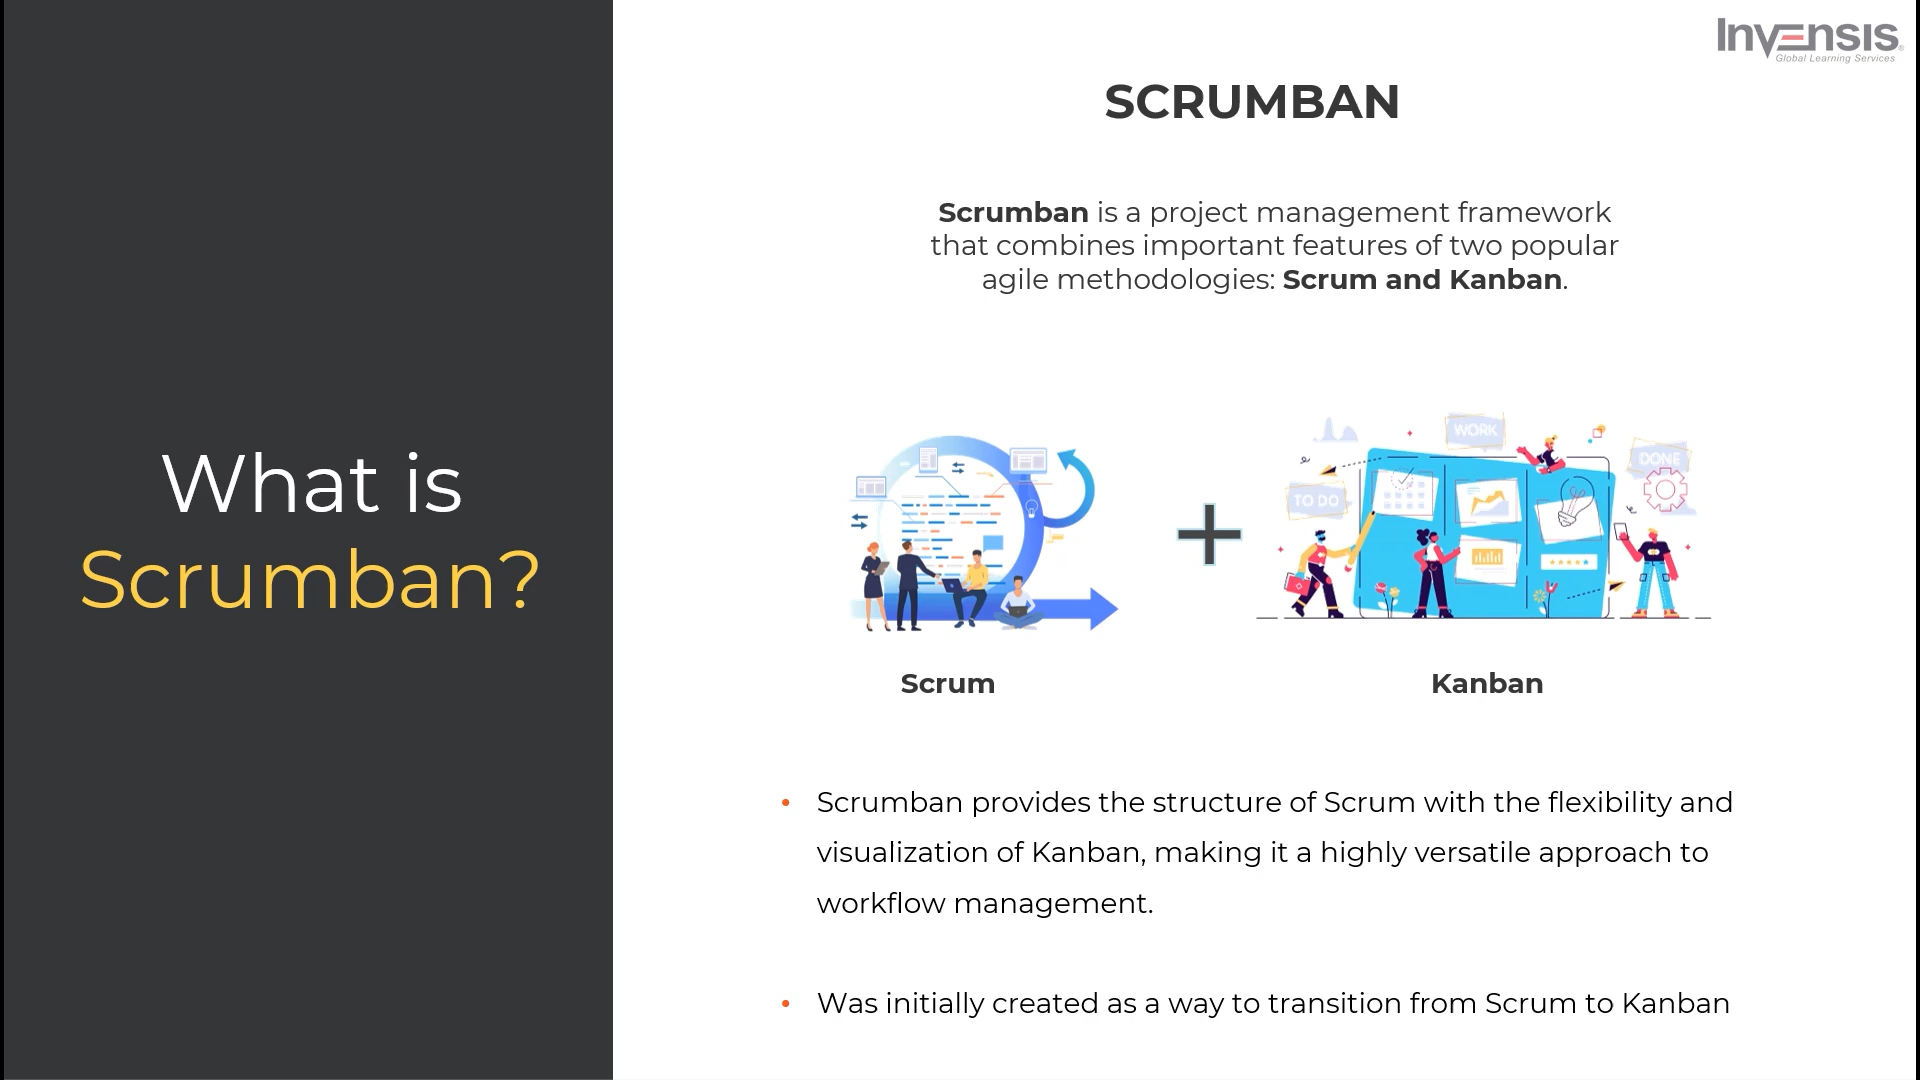 Invensis
Global Learning Services
SCRUMBAN
Scrumban is a project management framework
that combines important features of two popular
agile methodologies: Scrum and Kanban.
What is
Scrumban?
WORK
DONE
TO DO
Scrum
Kanban
• Scrumban provides the structure of Scrum with the flexibility and
visualization of Kanban, making it a highly versatile approach to
workflow management.
• Was initially created as a way to transition from Scrum to Kanban